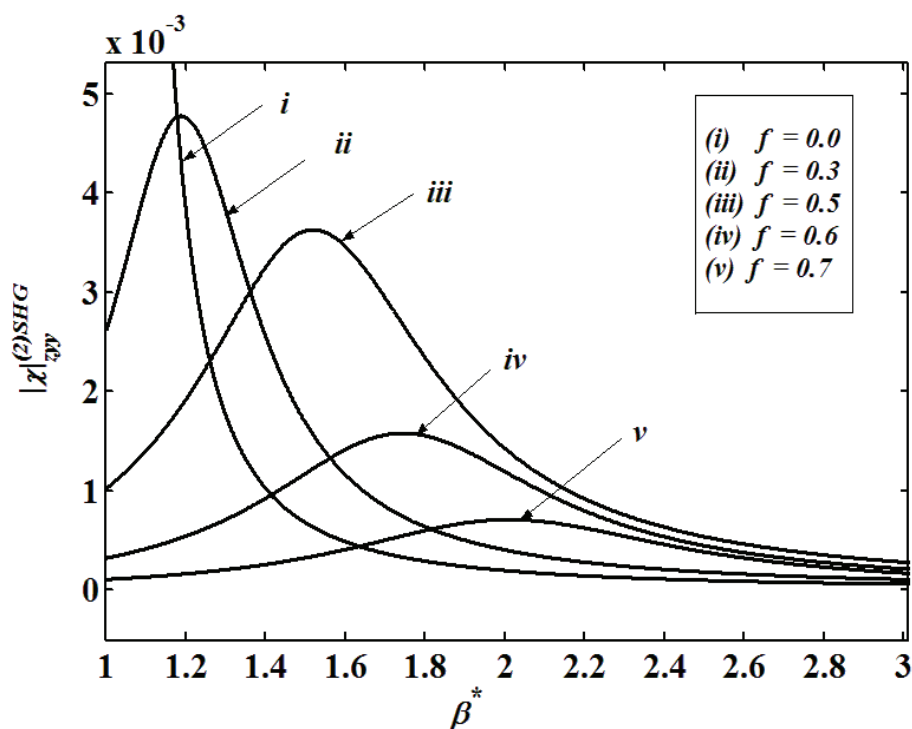 x 10⁻³
5
4
3
2
1
0
|χ|⁽²⁾ˢᴴᴳ_zyy
i
ii
iii
iv
v
(i) f = 0.0
(ii) f = 0.3
(iii) f = 0.5
(iv) f = 0.6
(v) f = 0.7
1 1.2 1.4 1.6 1.8 2 2.2 2.4 2.6 2.8 3
β*